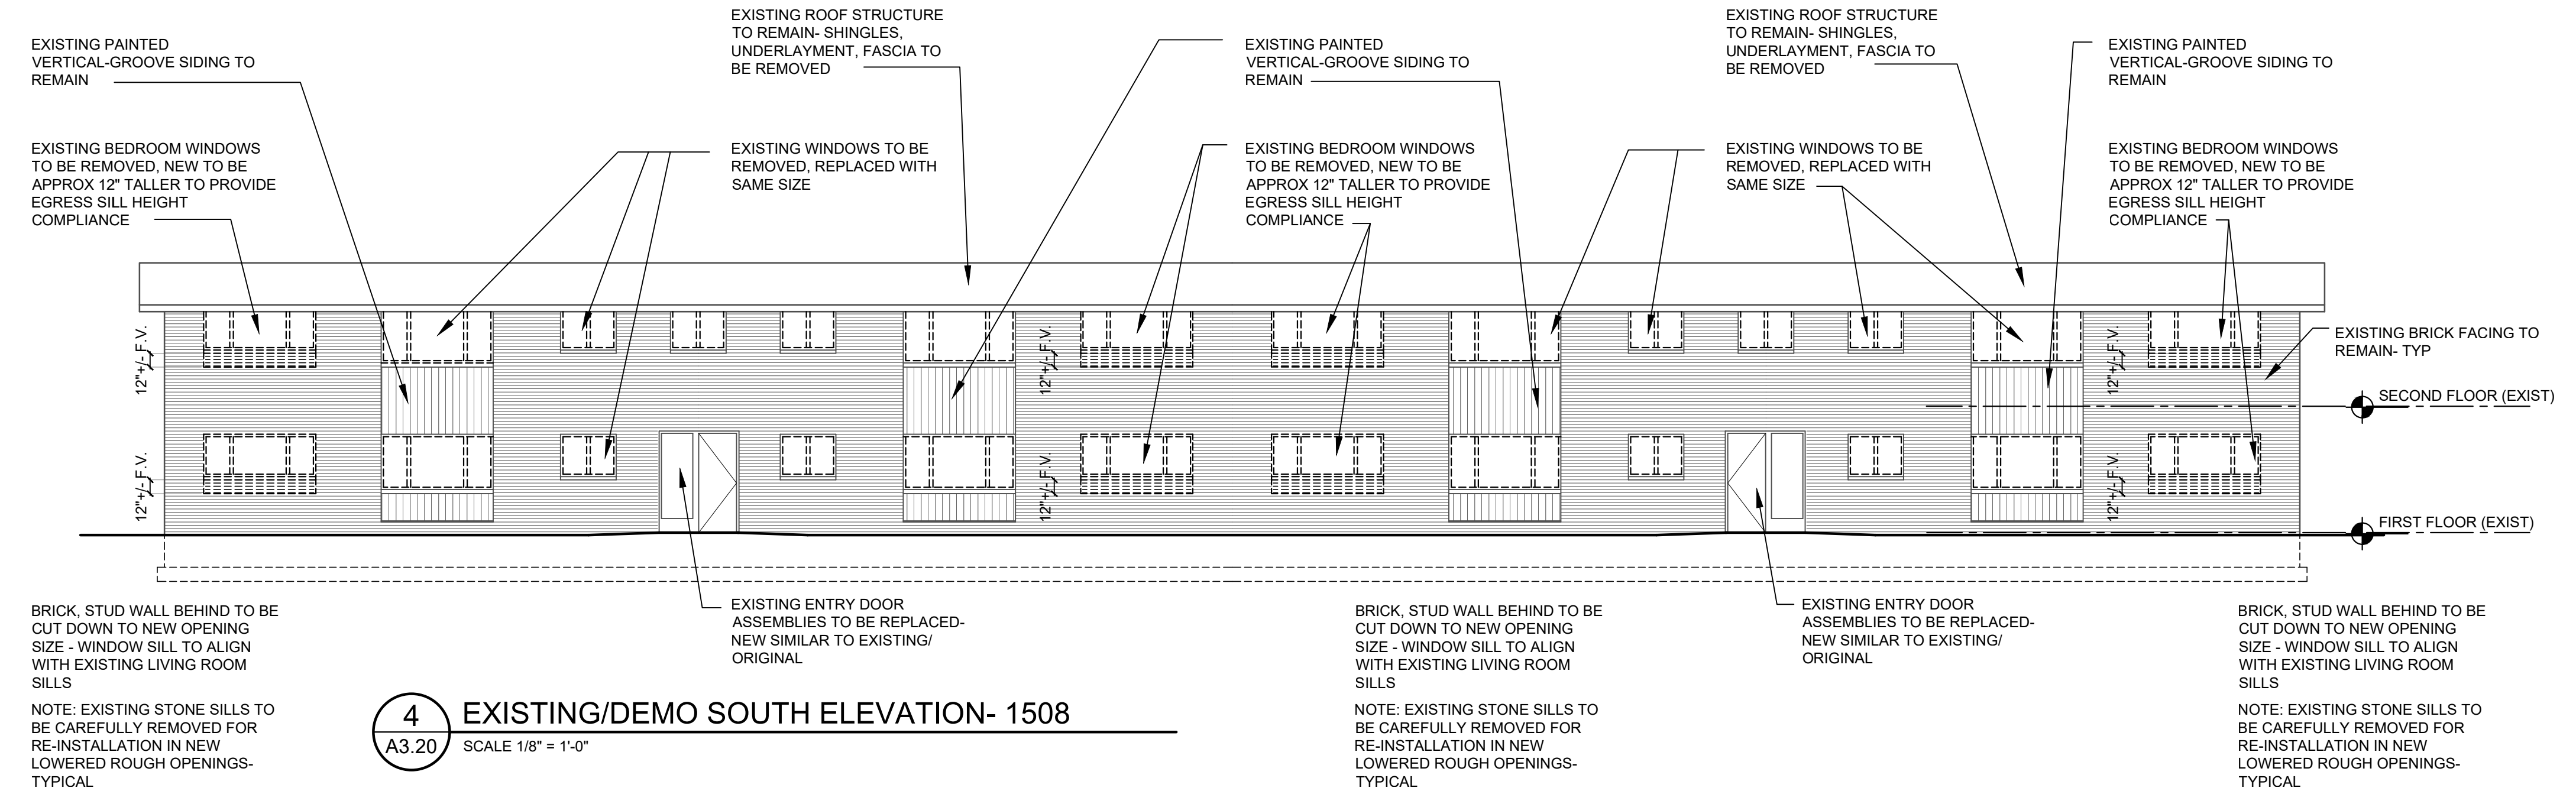 EXISTING PAINTED
VERTICAL-GROOVE SIDING TO
REMAIN
EXISTING ROOF STRUCTURE
TO REMAIN- SHINGLES,
UNDERLAYMENT, FASCIA TO
BE REMOVED
EXISTING PAINTED
VERTICAL-GROOVE SIDING TO
REMAIN
EXISTING ROOF STRUCTURE
TO REMAIN- SHINGLES,
UNDERLAYMENT, FASCIA TO
BE REMOVED
EXISTING PAINTED
VERTICAL-GROOVE SIDING TO
REMAIN
EXISTING BEDROOM WINDOWS
TO BE REMOVED, NEW TO BE
APPROX 12" TALLER TO PROVIDE
EGRESS SILL HEIGHT
COMPLIANCE
EXISTING WINDOWS TO BE
REMOVED, REPLACED WITH
SAME SIZE
EXISTING BEDROOM WINDOWS
TO BE REMOVED, NEW TO BE
APPROX 12" TALLER TO PROVIDE
EGRESS SILL HEIGHT
COMPLIANCE
EXISTING WINDOWS TO BE
REMOVED, REPLACED WITH
SAME SIZE
EXISTING BEDROOM WINDOWS
TO BE REMOVED, NEW TO BE
APPROX 12" TALLER TO PROVIDE
EGRESS SILL HEIGHT
COMPLIANCE
12"+/- F.V.
12"+/- F.V.
12"+/- F.V.
EXISTING BRICK FACING TO
REMAIN- TYP
SECOND FLOOR (EXIST)
12"+/- F.V.
12"+/- F.V.
12"+/- F.V.
FIRST FLOOR (EXIST)
BRICK, STUD WALL BEHIND TO BE
CUT DOWN TO NEW OPENING
SIZE - WINDOW SILL TO ALIGN
WITH EXISTING LIVING ROOM
SILLS
NOTE: EXISTING STONE SILLS TO
BE CAREFULLY REMOVED FOR
RE-INSTALLATION IN NEW
LOWERED ROUGH OPENINGS-
TYPICAL
EXISTING ENTRY DOOR
ASSEMBLIES TO BE REPLACED-
NEW SIMILAR TO EXISTING/
ORIGINAL
BRICK, STUD WALL BEHIND TO BE
CUT DOWN TO NEW OPENING
SIZE - WINDOW SILL TO ALIGN
WITH EXISTING LIVING ROOM
SILLS
NOTE: EXISTING STONE SILLS TO
BE CAREFULLY REMOVED FOR
RE-INSTALLATION IN NEW
LOWERED ROUGH OPENINGS-
TYPICAL
EXISTING ENTRY DOOR
ASSEMBLIES TO BE REPLACED-
NEW SIMILAR TO EXISTING/
ORIGINAL
BRICK, STUD WALL BEHIND TO BE
CUT DOWN TO NEW OPENING
SIZE - WINDOW SILL TO ALIGN
WITH EXISTING LIVING ROOM
SILLS
NOTE: EXISTING STONE SILLS TO
BE CAREFULLY REMOVED FOR
RE-INSTALLATION IN NEW
LOWERED ROUGH OPENINGS-
TYPICAL
4
A3.20
EXISTING/DEMO SOUTH ELEVATION- 1508
SCALE 1/8" = 1'-0"